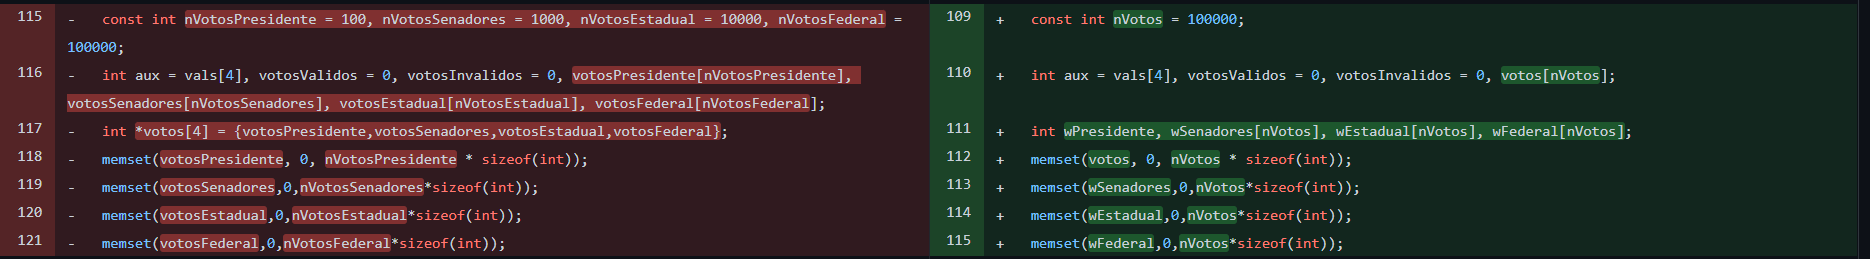 115 - const int nVotosPresidente = 100, nVotosSenadores = 1000, nVotosEstadual = 10000, nVotosFederal =
100000;
116 - int aux = vals[4], votosValidos = 0, votosInvalidos = 0, votosPresidente[nVotosPresidente],
votosSenadores[nVotosSenadores], votosEstadual[nVotosEstadual], votosFederal[nVotosFederal];
117 - int *votos[4] = {votosPresidente,votosSenadores,votosEstadual,votosFederal};
118 - memset(votosPresidente, 0, nVotosPresidente * sizeof(int));
119 - memset(votosSenadores,0,nVotosSenadores*sizeof(int));
120 - memset(votosEstadual,0,nVotosEstadual*sizeof(int));
121 - memset(votosFederal,0,nVotosFederal*sizeof(int));
109 + const int nVotos = 100000;
110 + int aux = vals[4], votosValidos = 0, votosInvalidos = 0, votos[nVotos];
111 + int wPresidente, wSenadores[nVotos], wEstadual[nVotos], wFederal[nVotos];
112 + memset(votos, 0, nVotos * sizeof(int));
113 + memset(wSenadores,0,nVotos*sizeof(int));
114 + memset(wEstadual,0,nVotos*sizeof(int));
115 + memset(wFederal,0,nVotos*sizeof(int));